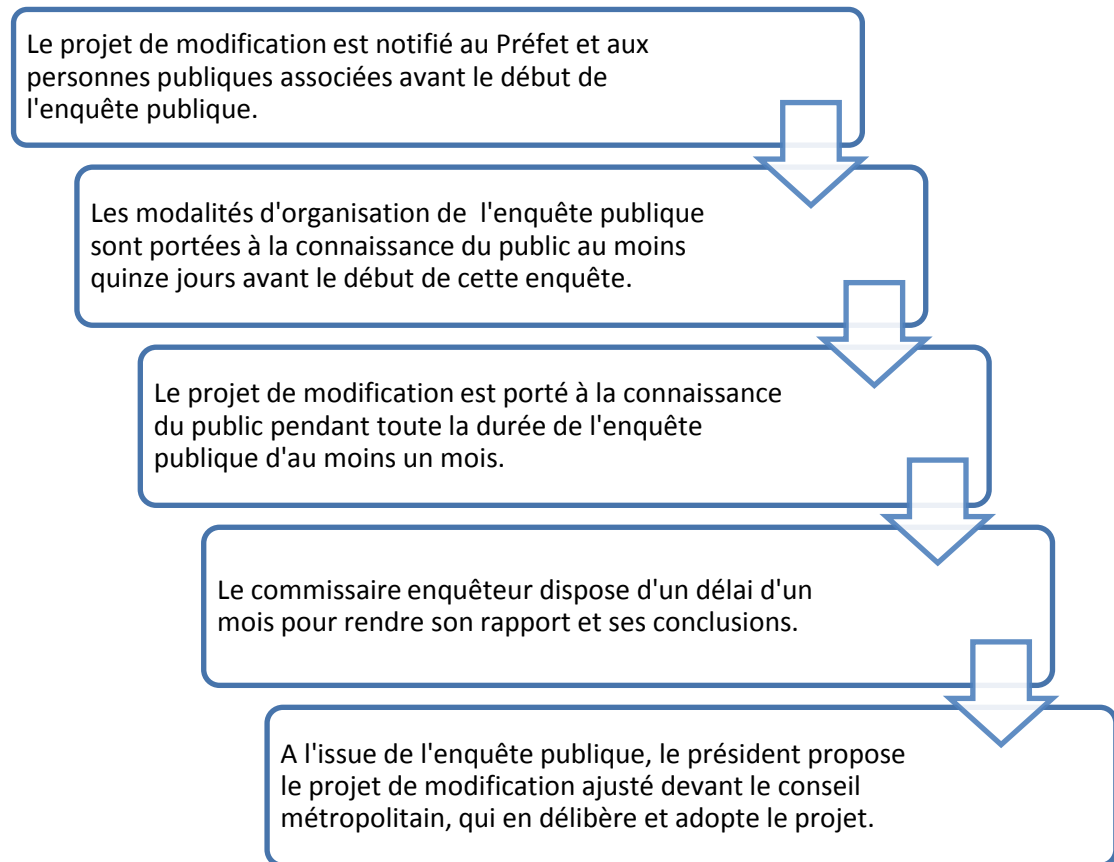 Le projet de modification est notifié au Préfet et aux
personnes publiques associées avant le début de
l'enquête publique.
Les modalités d'organisation de  l'enquête publique
sont portées à la connaissance du public au moins
quinze jours avant le début de cette enquête.
Le projet de modification est porté à la connaissance
du public pendant toute la durée de l'enquête
publique d'au moins un mois.
Le commissaire enquêteur dispose d'un délai d'un
mois pour rendre son rapport et ses conclusions.
A l'issue de l'enquête publique, le président propose
le projet de modification ajusté devant le conseil
métropolitain, qui en délibère et adopte le projet.